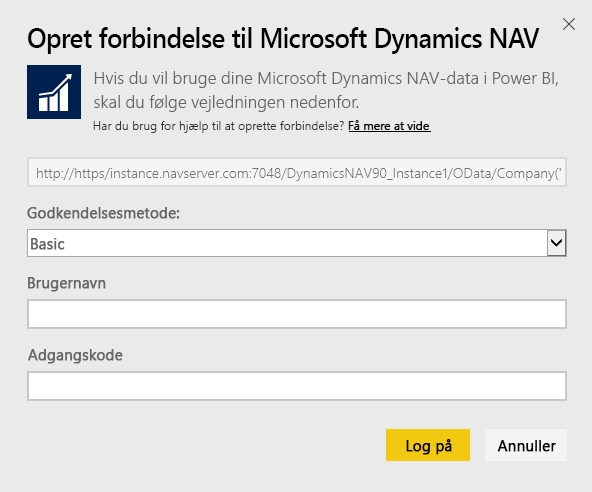 Opret forbindelse til Microsoft Dynamics NAV
Hvis du vil bruge dine Microsoft Dynamics NAV-data i Power BI,
skal du følge vejledningen nedenfor.
Har du brug for hjælp til at oprette forbindelse? Få mere at vide
http://https/instance.navserver.com:7048/DynamicsNAV90_Instance1/OData/Company('
Godkendelsesmetode:
Basic
Brugernavn
Adgangskode
Log på
Annuller